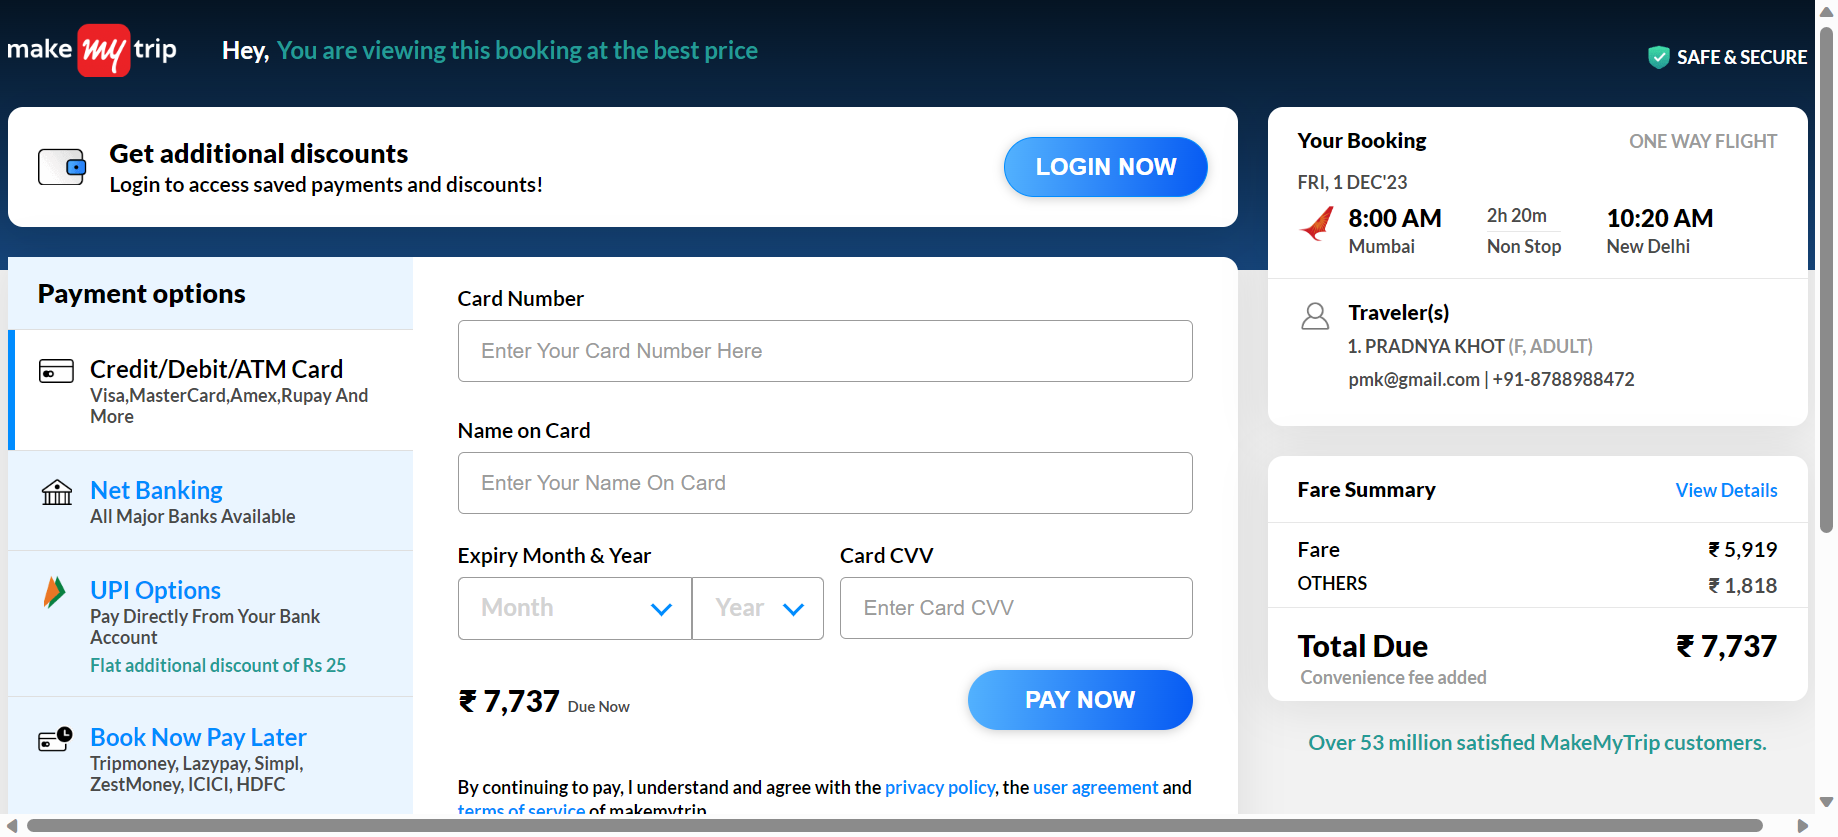 make my trip
Hey, You are viewing this booking at the best price
SAFE & SECURE
Get additional discounts
Login to access saved payments and discounts!
LOGIN NOW
Payment options
Credit/Debit/ATM Card
Visa,MasterCard,Amex,Rupay And
More
Net Banking
All Major Banks Available
UPI Options
Pay Directly From Your Bank
Account
Flat additional discount of Rs 25
Book Now Pay Later
Tripmoney, Lazypay, Simpl,
ZestMoney, ICICI, HDFC
Card Number
Enter Your Card Number Here
Name on Card
Enter Your Name On Card
Expiry Month & Year
Card CVV
Month
Year
Enter Card CVV
₹ 7,737 Due Now
PAY NOW
By continuing to pay, I understand and agree with the privacy policy, the user agreement and
terms of service of makemytrip
Your Booking
ONE WAY FLIGHT
FRI, 1 DEC'23
8:00 AM
2h 20m
10:20 AM
Mumbai
Non Stop
New Delhi
Traveler(s)
1. PRADNYA KHOT (F, ADULT)
pmk@gmail.com | +91-8788988472
Fare Summary
View Details
Fare
₹ 5,919
OTHERS
₹ 1,818
Total Due
₹ 7,737
Convenience fee added
Over 53 million satisfied MakeMyTrip customers.